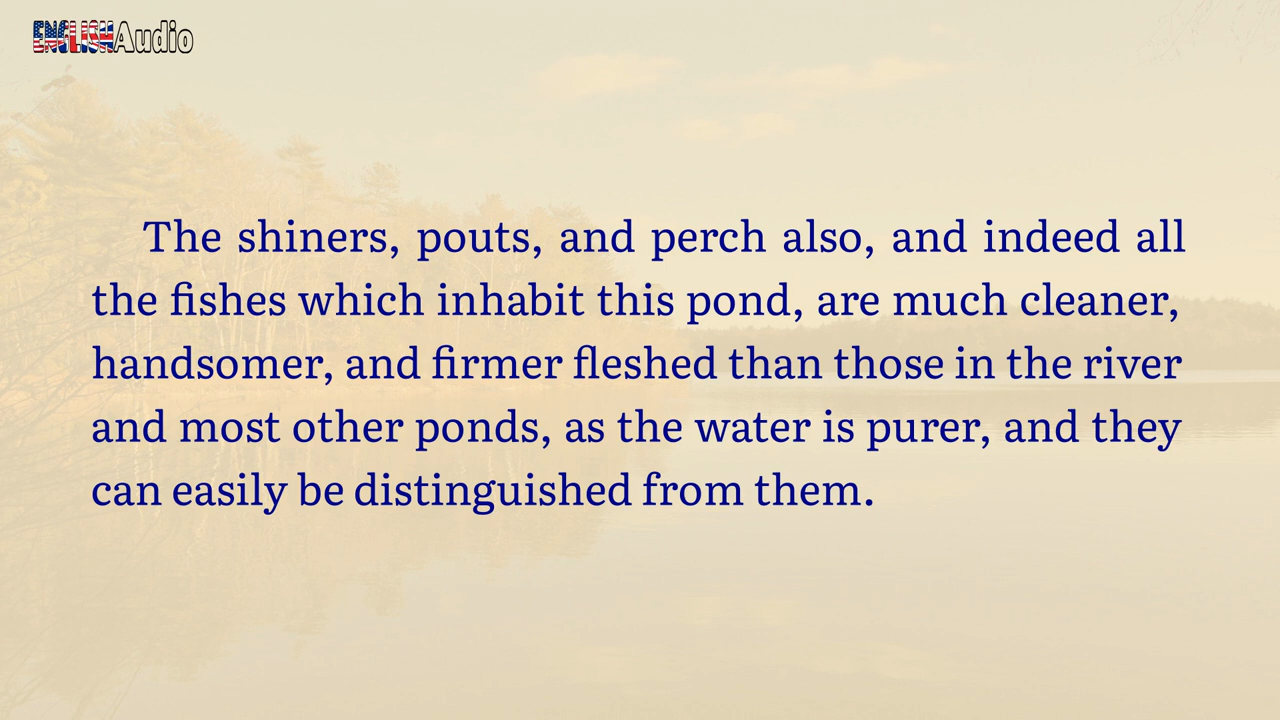 ENGLISHAudio
The shiners, pouts, and perch also, and indeed all
the fishes which inhabit this pond, are much cleaner,
handsomer, and firmer fleshed than those in the river
and most other ponds, as the water is purer, and they
can easily be distinguished from them.